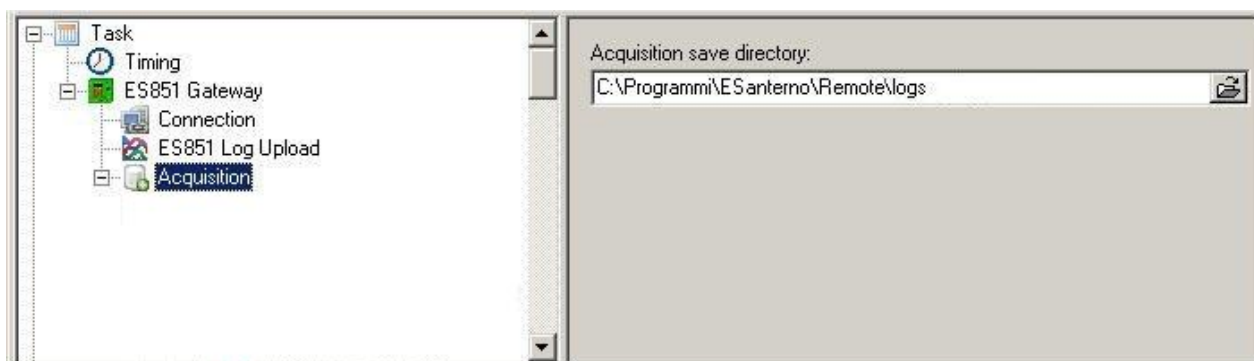 Task
Timing
ES851 Gateway
Connection
ES851 Log Upload
Acquisition
Acquisition save directory:
C:\Programmi\ESanterno\Remote\logs